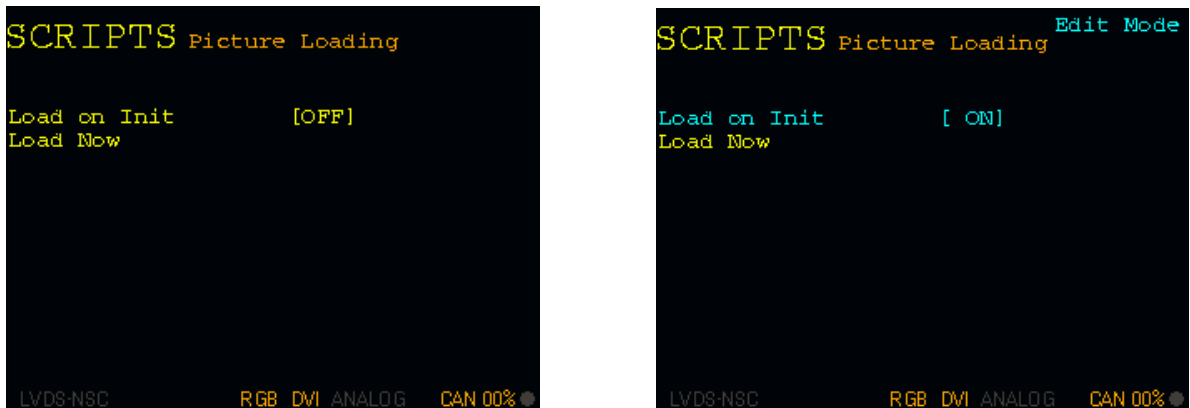 SCRIPTS Picture Loading
Load on Init [OFF]
Load Now
LVDS-NSC RGB DVI ANALOG CAN 00%
Edit Mode
SCRIPTS Picture Loading
Load on Init [ ON]
Load Now
LVDS-NSC RGB DVI ANALOG CAN 00%